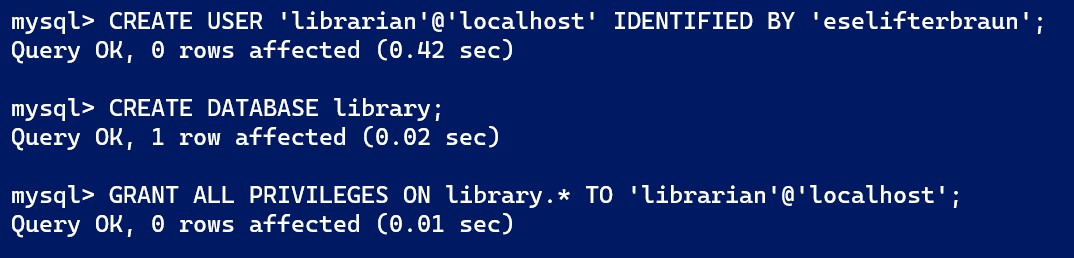 mysql> CREATE USER 'librarian'@'localhost' IDENTIFIED BY 'eselifterbraun';
Query OK, 0 rows affected (0.42 sec)
mysql> CREATE DATABASE library;
Query OK, 1 row affected (0.02 sec)
mysql> GRANT ALL PRIVILEGES ON library.* TO 'librarian'@'localhost';
Query OK, 0 rows affected (0.01 sec)